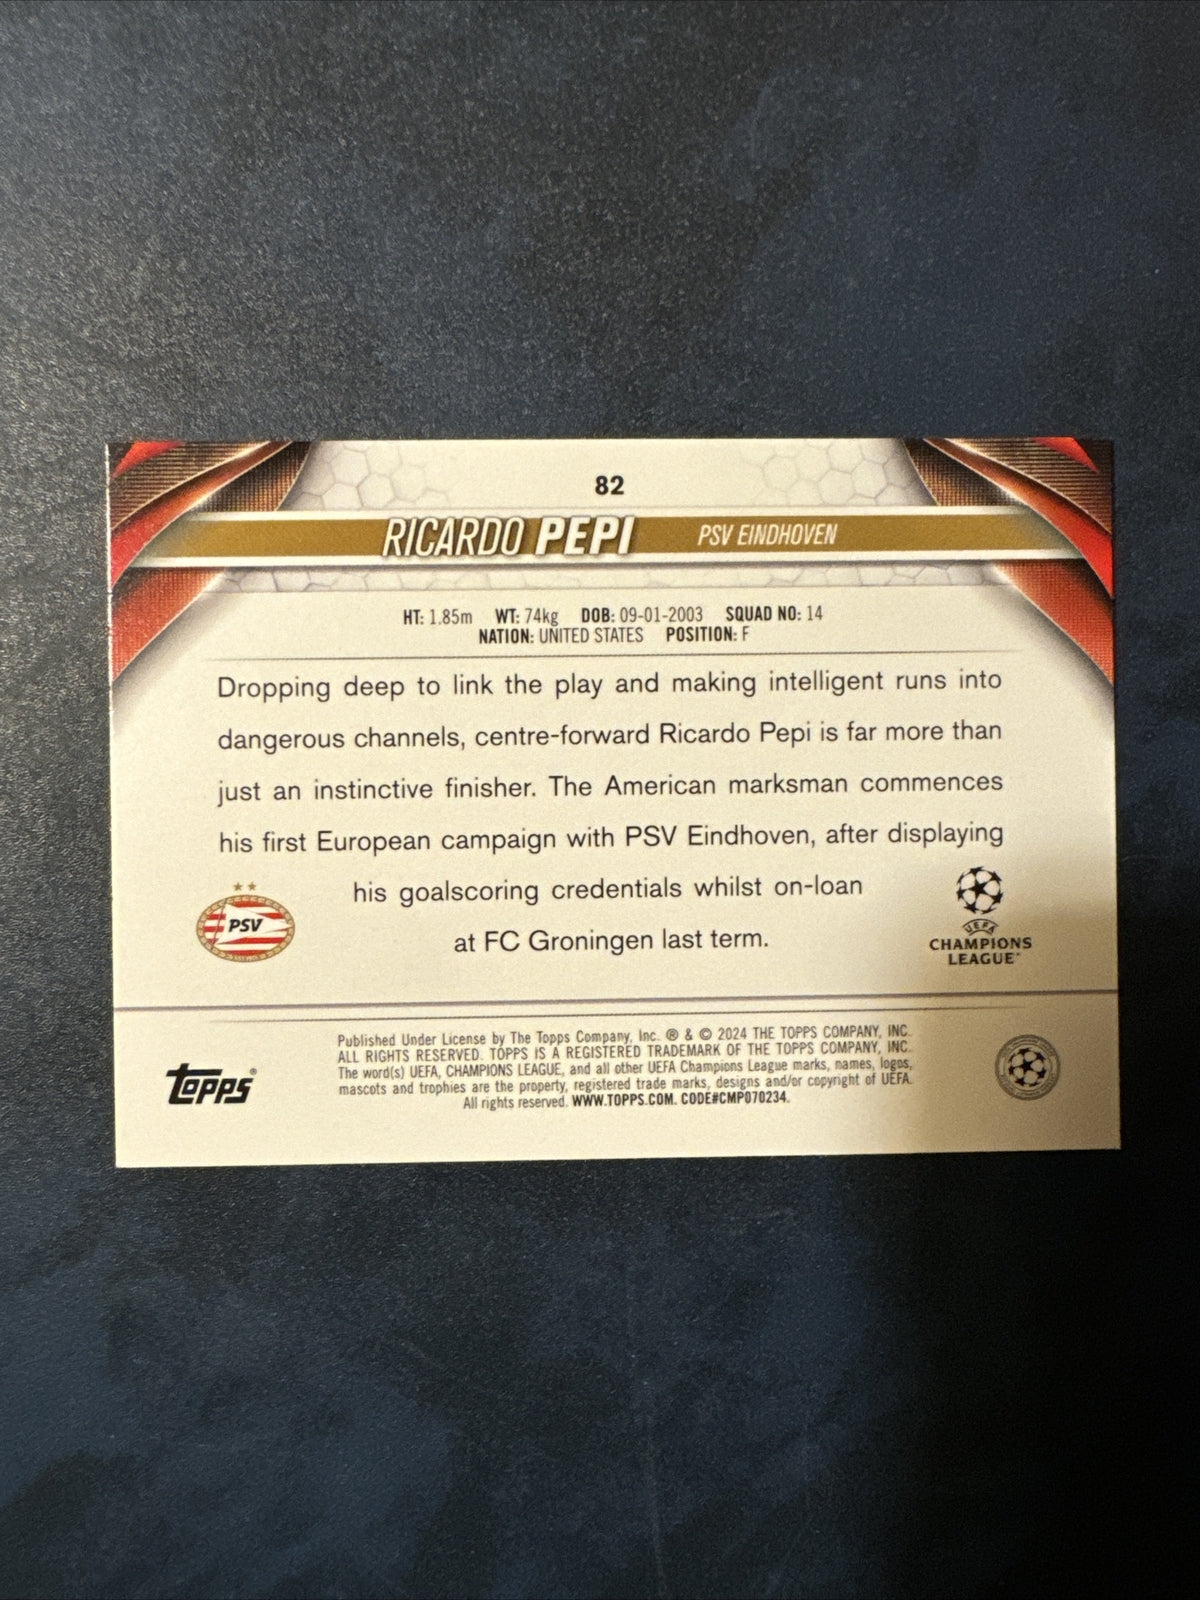 82
RICARDO PEPI PSV EINDHOVEN
HT: 1.85m WT: 74kg DOB: 09-01-2003 SQUAD NO: 14
NATION: UNITED STATES POSITION: F
Dropping deep to link the play and making intelligent runs into
dangerous channels, centre-forward Ricardo Pepi is far more than
just an instinctive finisher. The American marksman commences
his first European campaign with PSV Eindhoven, after displaying
his goalscoring credentials whilst on-loan
at FC Groningen last term.
PSV
UEFA
CHAMPIONS
LEAGUE
Published Under License by The Topps Company, Inc. ® & © 2024 THE TOPPS COMPANY, INC.
ALL RIGHTS RESERVED. TOPPS IS A REGISTERED TRADEMARK OF THE TOPPS COMPANY, INC.
The word(s) UEFA, CHAMPIONS LEAGUE, and all other UEFA Champions League marks, names, logos,
mascots and trophies are the property, registered trade marks, designs and/or copyright of UEFA.
All rights reserved. WWW.TOPPS.COM. CODE#CMP070234.
TOPPS®